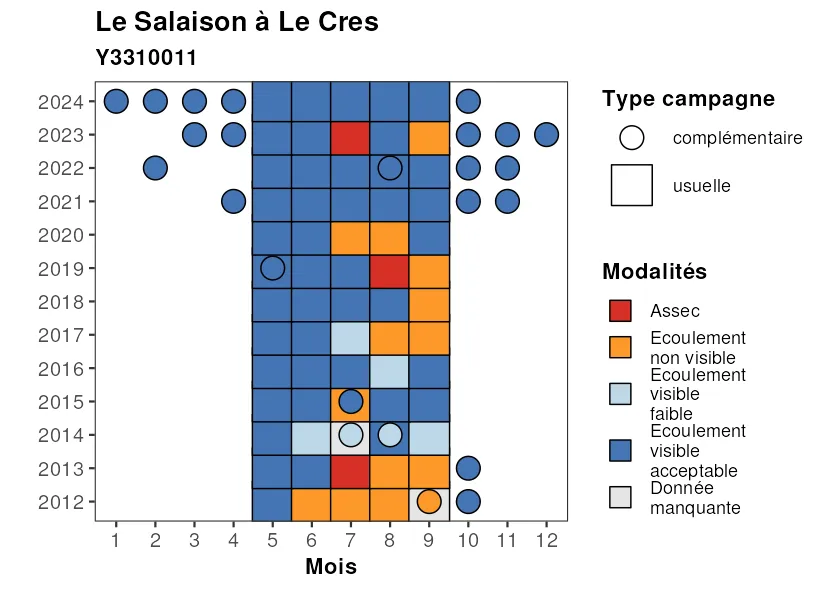 Le Salaison à Le Cres
Y3310011
2024
2023
2022
2021
2020
2019
2018
2017
2016
2015
2014
2013
2012
1 2 3 4 5 6 7 8 9 10 11 12
Mois
Type campagne
complémentaire
usuelle
Modalités
Assec
Ecoulement
non visible
Ecoulement
visible
faible
Ecoulement
visible
acceptable
Donnée
manquante